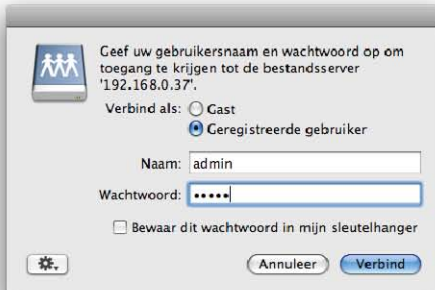 Geef uw gebruikersnaam en wachtwoord op om
toegang te krijgen tot de bestandsserver
'192.168.0.37'.
Verbind als: Gast
Geregistreerde gebruiker
Naam: admin
Wachtwoord: •••••
Bewaar dit wachtwoord in mijn sleutelhanger
Annuleer Verbind